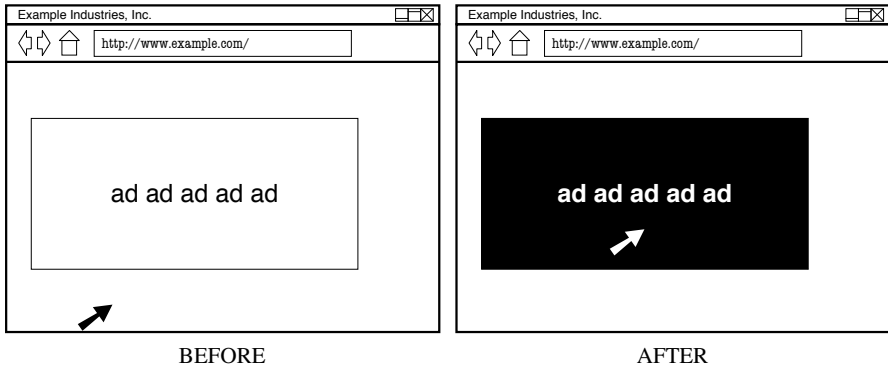 Example Industries, Inc.
http://www.example.com/
ad ad ad ad ad
BEFORE
Example Industries, Inc.
http://www.example.com/
ad ad ad ad ad
AFTER